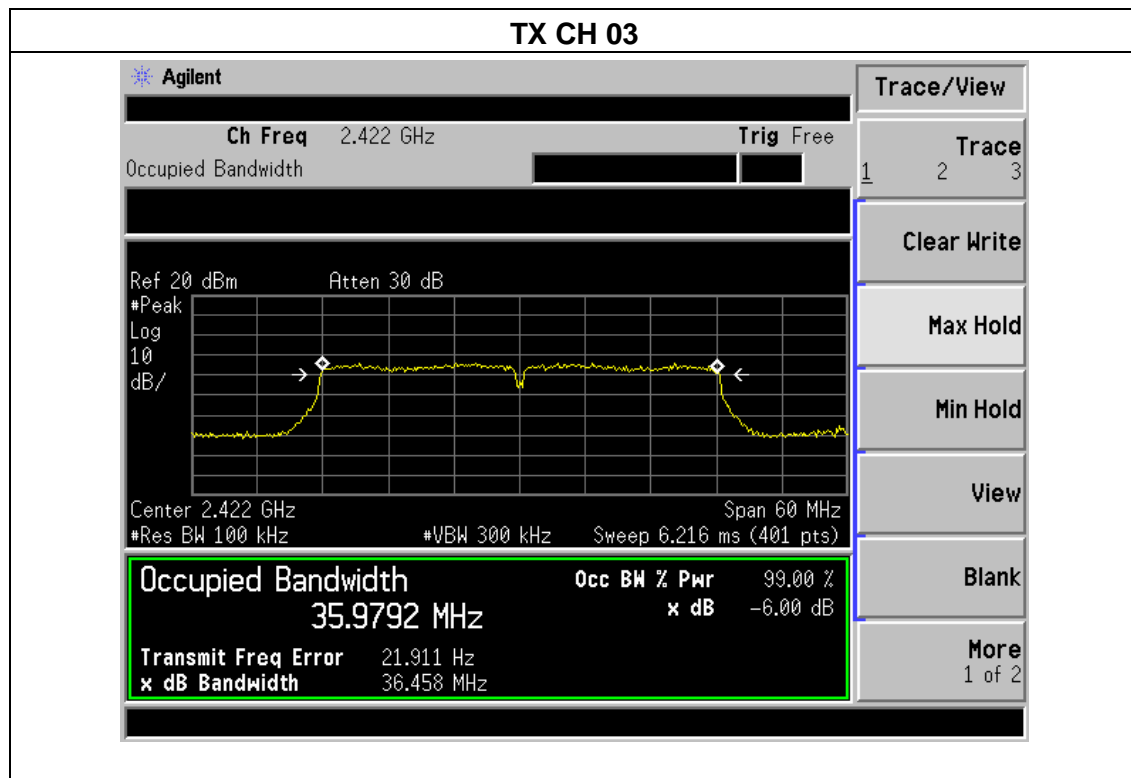 TX CH 03
Agilent
Trace/View
Ch Freq 2.422 GHz Trig Free
Occupied Bandwidth
Trace
1 2 3
Clear Write
Max Hold
Min Hold
View
Blank
More
1 of 2
Ref 20 dBm Atten 30 dB
#Peak
Log
10
dB/
Center 2.422 GHz Span 60 MHz
#Res BW 100 kHz #VBW 300 kHz Sweep 6.216 ms (401 pts)
Occupied Bandwidth Occ BW % Pwr 99.00 %
35.9792 MHz x dB -6.00 dB
Transmit Freq Error 21.911 Hz
x dB Bandwidth 36.458 MHz